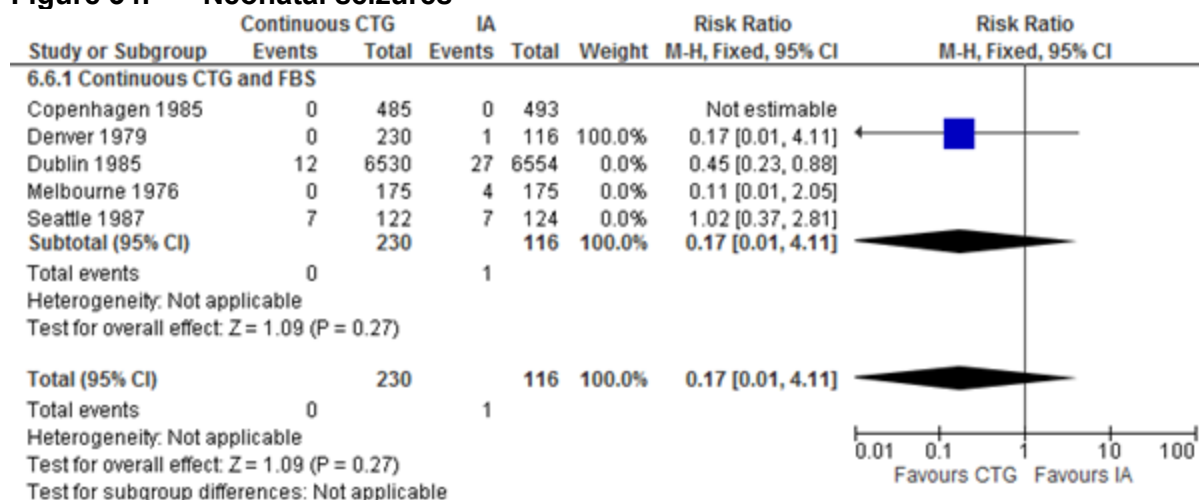 Continuous CTG IA Risk Ratio Risk Ratio
Study or Subgroup Events Total Events Total Weight M-H, Fixed, 95% CI M-H, Fixed, 95% CI
6.6.1 Continuous CTG and FBS
Copenhagen 1985 0 485 0 493 Not estimable
Denver 1979 0 230 1 116 100.0% 0.17 [0.01, 4.11]
Dublin 1985 12 6530 27 6554 0.0% 0.45 [0.23, 0.88]
Melbourne 1976 0 175 4 175 0.0% 0.11 [0.01, 2.05]
Seattle 1987 7 122 7 124 0.0% 1.02 [0.37, 2.81]
Subtotal (95% CI) 230 116 100.0% 0.17 [0.01, 4.11]
Total events 0 1
Heterogeneity: Not applicable
Test for overall effect: Z = 1.09 (P = 0.27)
Total (95% CI) 230 116 100.0% 0.17 [0.01, 4.11]
Total events 0 1
Heterogeneity: Not applicable
Test for overall effect: Z = 1.09 (P = 0.27)
Test for subgroup differences: Not applicable
0.01 0.1 1 10 100
Favours CTG Favours IA